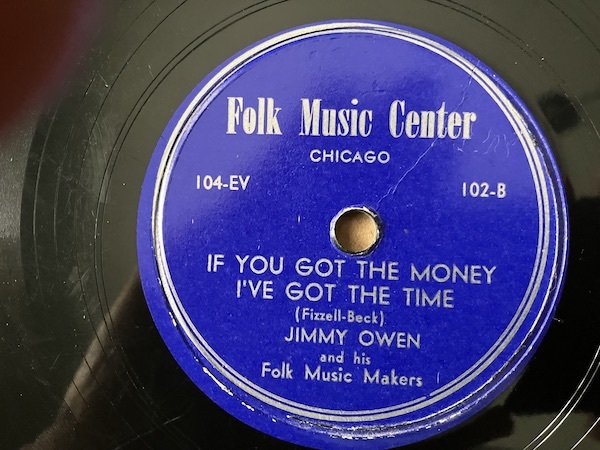 Folk Music Center
CHICAGO
104-EV 102-B
IF YOU GOT THE MONEY
I'VE GOT THE TIME
(Fizzell-Beck)
JIMMY OWEN
and his
Folk Music Makers